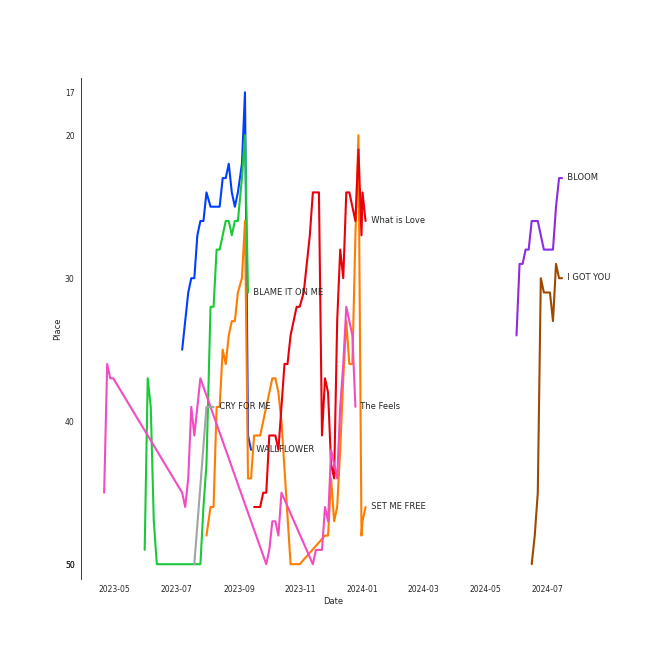 17
20
BLOOM
What is Love
30
I GOT YOU
BLAME IT ON ME
Place
CRY FOR ME
The Feels
40
WALLFLOWER
SET ME FREE
50
2023-05
2023-07
2023-09
2023-11
2024-01
2024-03
2024-05
2024-07
Date